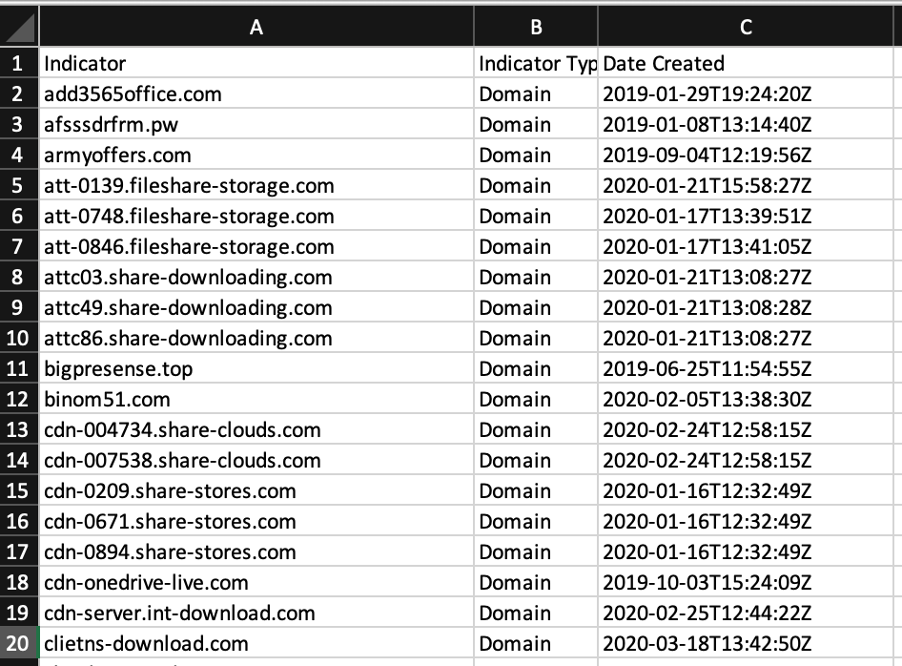 A B C
1 Indicator Indicator Typ Date Created
2 add3565office.com Domain 2019-01-29T19:24:20Z
3 afsssdrfrm.pw Domain 2019-01-08T13:14:40Z
4 armyoffers.com Domain 2019-09-04T12:19:56Z
5 att-0139.fileshare-storage.com Domain 2020-01-21T15:58:27Z
6 att-0748.fileshare-storage.com Domain 2020-01-17T13:39:51Z
7 att-0846.fileshare-storage.com Domain 2020-01-17T13:41:05Z
8 attc03.share-downloading.com Domain 2020-01-21T13:08:27Z
9 attc49.share-downloading.com Domain 2020-01-21T13:08:28Z
10 attc86.share-downloading.com Domain 2020-01-21T13:08:27Z
11 bigpresense.top Domain 2019-06-25T11:54:55Z
12 binom51.com Domain 2020-02-05T13:38:30Z
13 cdn-004734.share-clouds.com Domain 2020-02-24T12:58:15Z
14 cdn-007538.share-clouds.com Domain 2020-02-24T12:58:15Z
15 cdn-0209.share-stores.com Domain 2020-01-16T12:32:49Z
16 cdn-0671.share-stores.com Domain 2020-01-16T12:32:49Z
17 cdn-0894.share-stores.com Domain 2020-01-16T12:32:49Z
18 cdn-onedrive-live.com Domain 2019-10-03T15:24:09Z
19 cdn-server.int-download.com Domain 2020-02-25T12:44:22Z
20 clietns-download.com Domain 2020-03-18T13:42:50Z